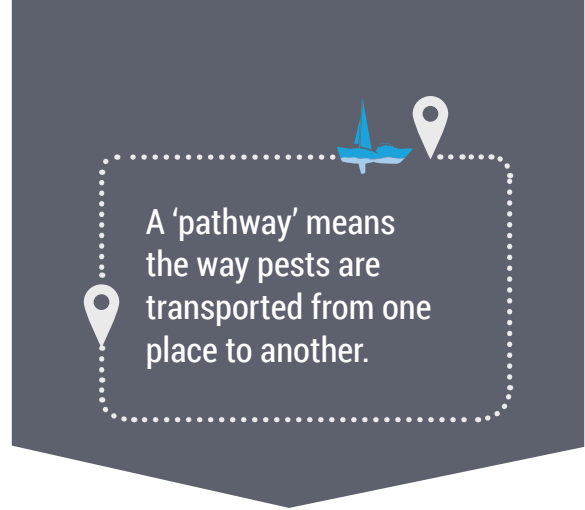 A ‘pathway’ means
the way pests are
transported from one
place to another.